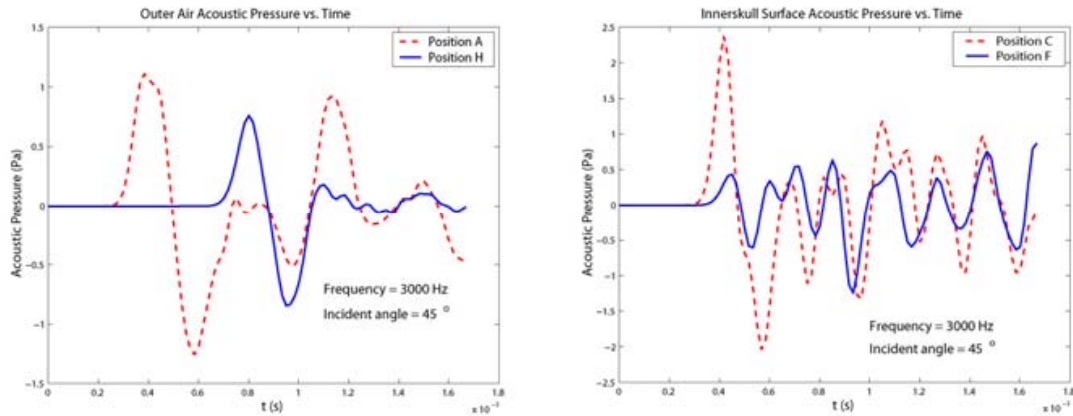 Outer Air Acoustic Pressure vs. Time
Position A
Position H
1
0.5
0
−0.5
−1
−1.5
Acoustic Pressure (Pa)
Frequency = 3000 Hz
Incident angle = 45 °
0 0.2 0.4 0.6 0.8 1 1.2 1.4 1.6 1.8
t (s)
Innerskull Surface Acoustic Pressure vs. Time
Position C
Position F
2.5
2
1.5
1
0.5
0
−0.5
−1
−1.5
−2
−2.5
Acoustic Pressure (Pa)
Frequency = 3000 Hz
Incident angle = 45 °
0 0.2 0.4 0.6 0.8 1 1.2 1.4 1.6 1.8
t (s)